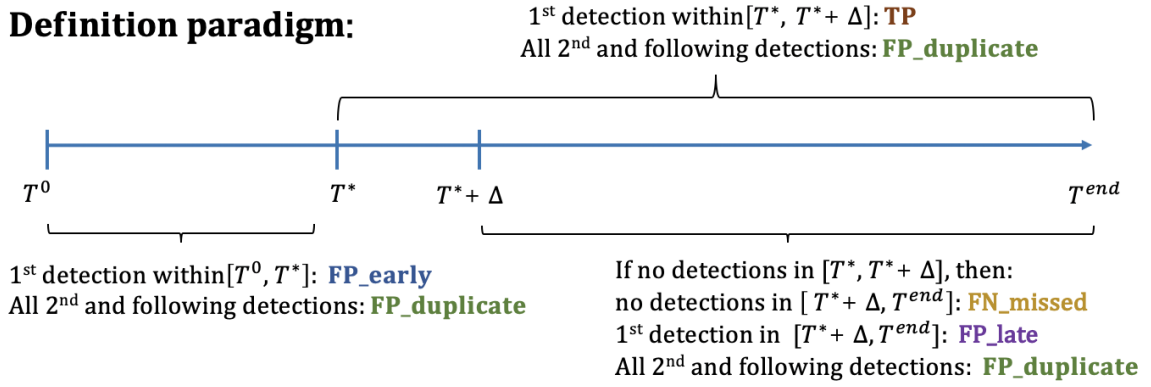 Definition paradigm:
1st detection within[T*, T*+ Δ]: TP
All 2nd and following detections: FP_duplicate
T⁰ T* T*+ Δ Tᵉⁿᵈ
1st detection within[T⁰, T*]: FP_early
All 2nd and following detections: FP_duplicate
If no detections in [T*, T*+ Δ], then:
no detections in [ T*+ Δ, Tᵉⁿᵈ]: FN_missed
1st detection in [T*+ Δ, Tᵉⁿᵈ]: FP_late
All 2nd and following detections: FP_duplicate